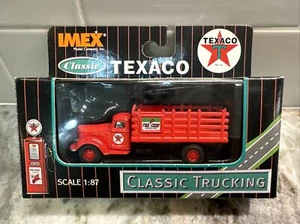 IMEX
Model Company, Inc.
TEXACO
Classic
TEXACO
SCALE 1:87
CLASSIC TRUCKING